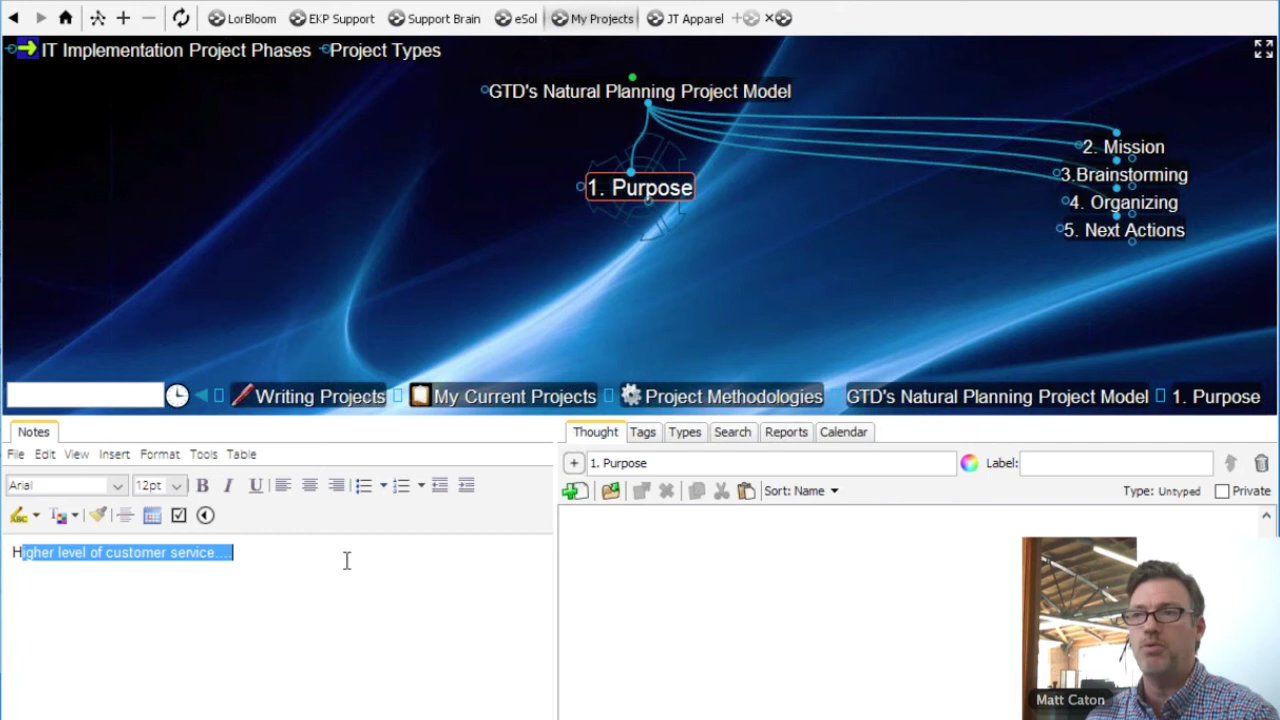 LorBloom EKP Support Support Brain eSol My Projects JT Apparel
IT Implementation Project Phases Project Types
GTD's Natural Planning Project Model
2. Mission
3.Brainstorming
1. Purpose
4. Organizing
5. Next Actions
Writing Projects My Current Projects Project Methodologies GTD's Natural Planning Project Model 1. Purpose
Notes
File Edit View Insert Format Tools Table
Arial 12pt B I U
ABC T
Higher level of customer service....
Thought Tags Types Search Reports Calendar
1. Purpose Label:
Sort: Name Type: Untyped Private
Matt Caton